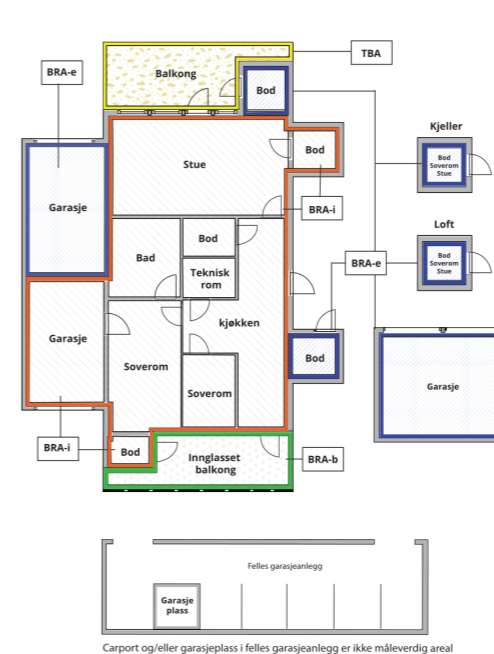 TBA
BRA-e
Balkong
Bod
Kjeller
Bod
Soverom
Stue
Stue
Bod
Garasje
BRA-i
Loft
Bod
Bad
Teknisk
rom
BRA-e
Bod
Soverom
Stue
Garasje
kjøkken
Soverom
Bod
Soverom
Garasje
BRA-i
Bod
Innglasset
balkong
BRA-b
Felles garasjeanlegg
Garasje
plass
Carport og/eller garasjeplass i felles garasjeanlegg er ikke måleverdig areal